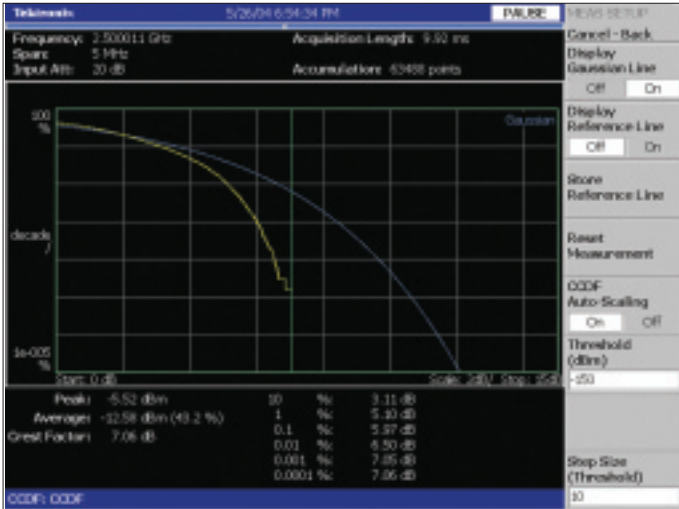 Tektronix 5/26/04 6:54:34 PM PAUSE MEAS SETUP
Frequency: 2.500011 GHz Acquisition Length: 9.92 ms
Span: 5 MHz
Input Att: 20 dB Accumulation: 63488 points
Cancel - Back
Display Gaussian Line
Off On
Display Reference Line
Off On
Store Reference Line
Reset Measurement
CCDF Auto-Scaling
On Off
Threshold (dBm)
-150
Step Size (Threshold)
10
100 %
Gaussian
decade /
1e-005 %
Start: 0 dB Scale: 2dB/ Stop: 15dB
Peak: -5.52 dBm
Average: -12.58 dBm (43.2 %)
Crest Factor: 7.06 dB
10 %: 3.11 dB
1 %: 5.10 dB
0.1 %: 5.97 dB
0.01 %: 6.50 dB
0.001 %: 7.05 dB
0.0001 %: 7.06 dB
CCDF: CCDF